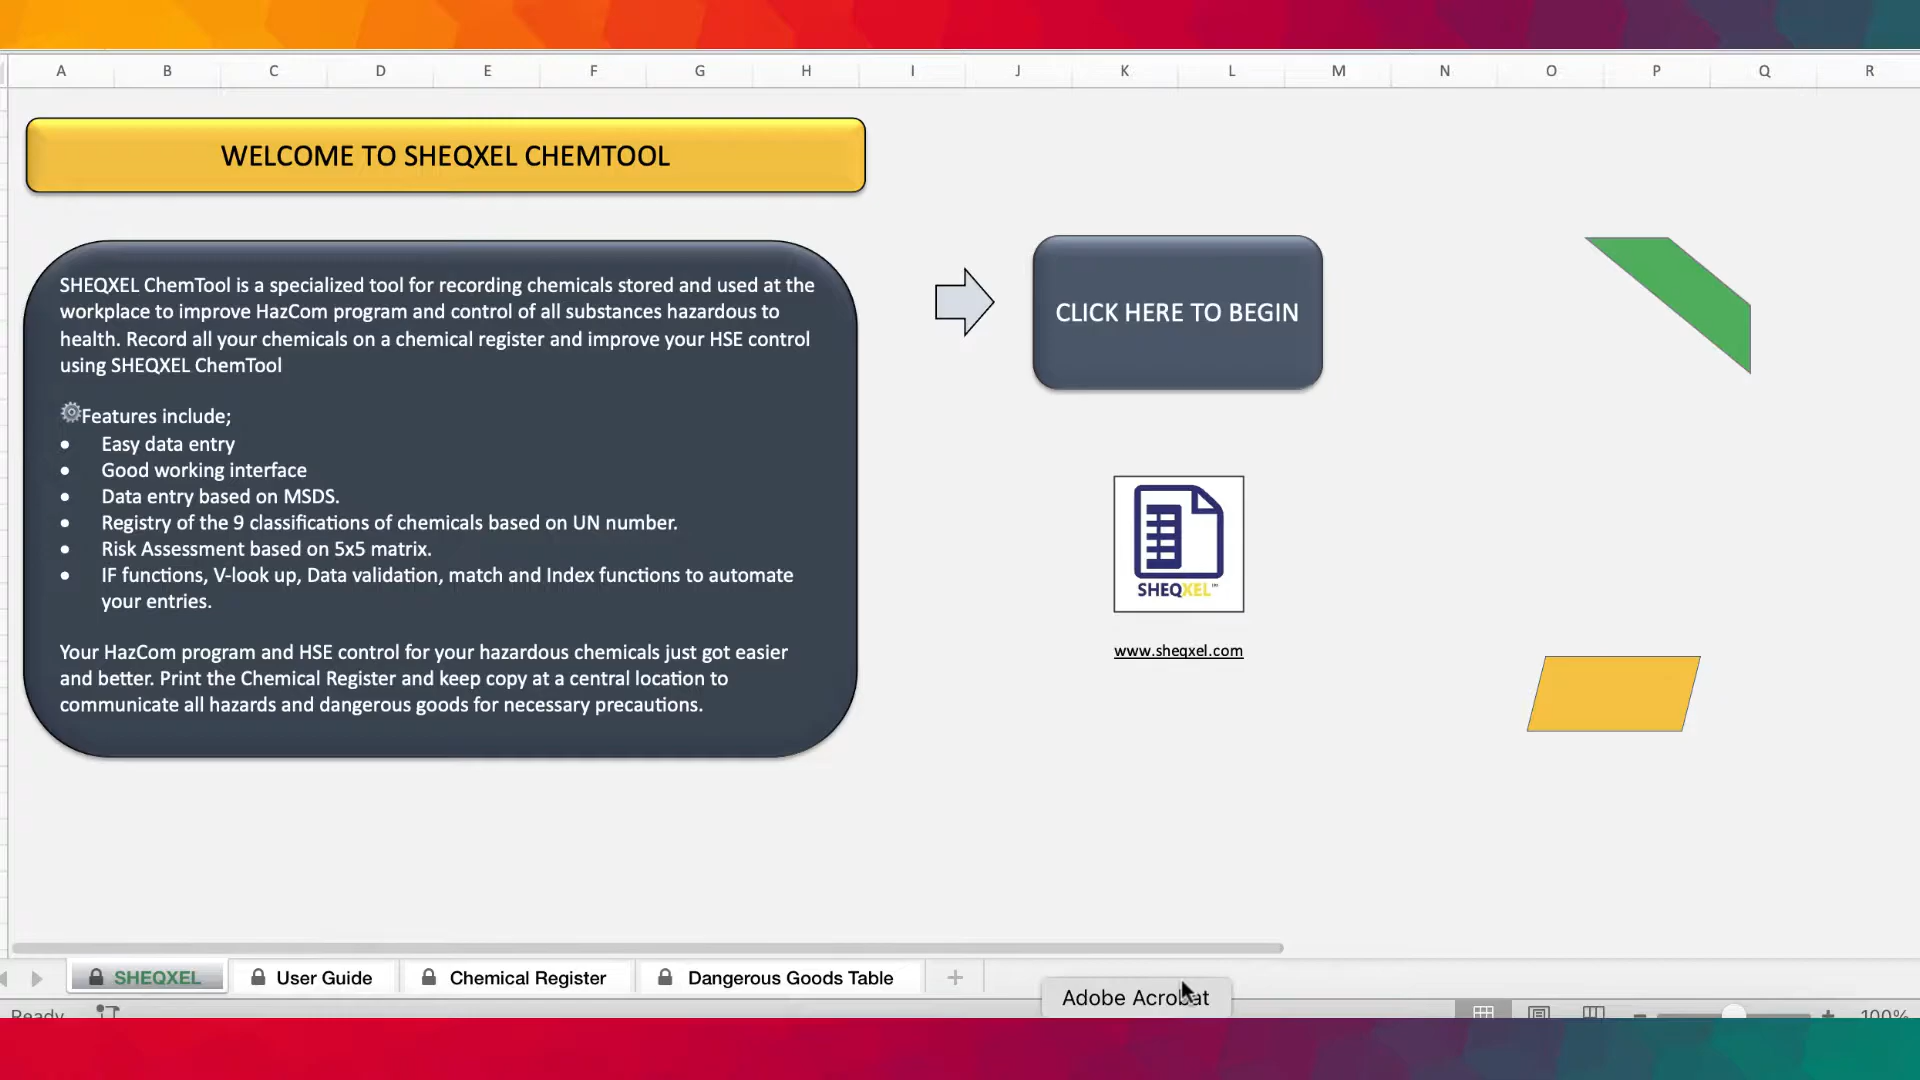 A B C D E F G H I J K L M N O P Q R
WELCOME TO SHEQXEL CHEMTOOL
SHEQXEL ChemTool is a specialized tool for recording chemicals stored and used at the
workplace to improve HazCom program and control of all substances hazardous to
health. Record all your chemicals on a chemical register and improve your HSE control
using SHEQXEL ChemTool
Features include;
• Easy data entry
• Good working interface
• Data entry based on MSDS.
• Registry of the 9 classifications of chemicals based on UN number.
• Risk Assessment based on 5x5 matrix.
• IF functions, V-look up, Data validation, match and Index functions to automate
your entries.
Your HazCom program and HSE control for your hazardous chemicals just got easier
and better. Print the Chemical Register and keep copy at a central location to
communicate all hazards and dangerous goods for necessary precautions.
CLICK HERE TO BEGIN
SHEQXEL™
www.sheqxel.com
SHEQXEL User Guide Chemical Register Dangerous Goods Table +
Adobe Acrobat
Ready 100%